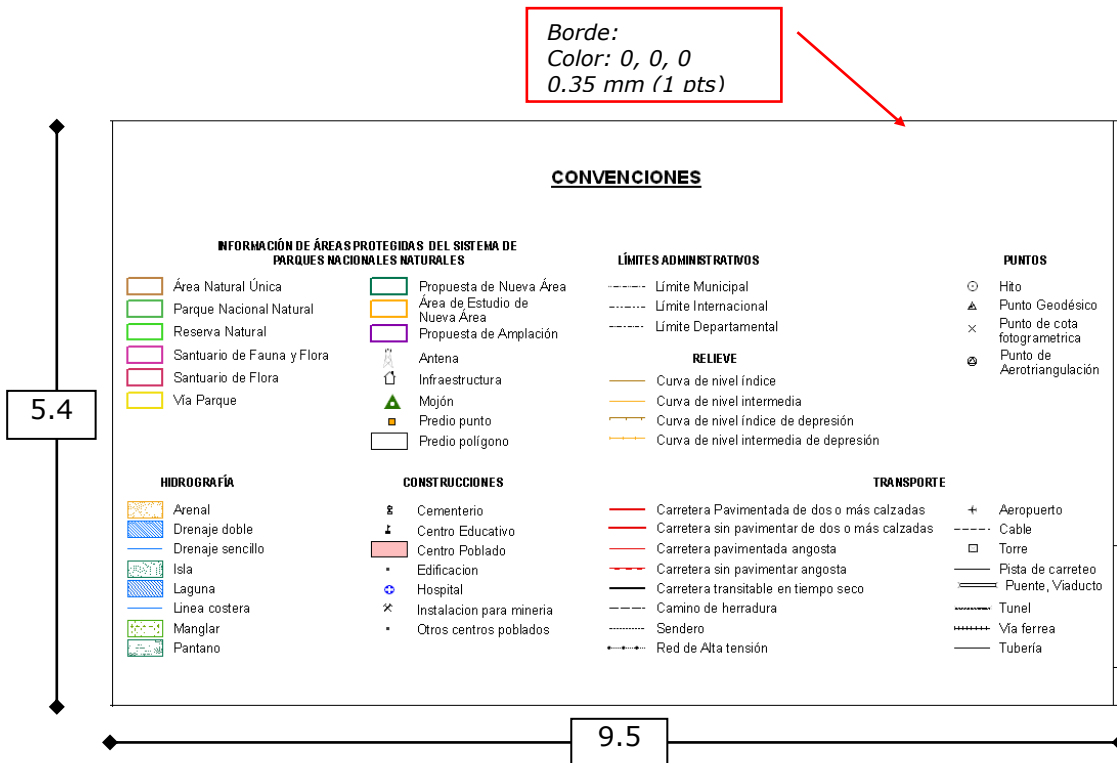 Borde:
Color: 0, 0, 0
0.35 mm (1 pts)
CONVENCIONES
INFORMACIÓN DE ÁREAS PROTEGIDAS DEL SISTEMA DE
PARQUES NACIONALES NATURALES
Área Natural Única
Parque Nacional Natural
Reserva Natural
Santuario de Fauna y Flora
Santuario de Flora
Vía Parque
Propuesta de Nueva Área
Área de Estudio de
Nueva Área
Propuesta de Amplación
Antena
Infraestructura
Mojón
Predio punto
Predio polígono
LÍMITES ADMINISTRATIVOS
Límite Municipal
Límite Internacional
Límite Departamental
RELIEVE
Curva de nivel índice
Curva de nivel intermedia
Curva de nivel índice de depresión
Curva de nivel intermedia de depresión
PUNTOS
Hito
Punto Geodésico
Punto de cota
fotogrametrica
Punto de
Aerotriangulación
5.4
HIDROGRAFÍA
Arenal
Drenaje doble
Drenaje sencillo
Isla
Laguna
Linea costera
Manglar
Pantano
CONSTRUCCIONES
Cementerio
Centro Educativo
Centro Poblado
Edificacion
Hospital
Instalacion para mineria
Otros centros poblados
TRANSPORTE
Carretera Pavimentada de dos o más calzadas
Carretera sin pavimentar de dos o más calzadas
Carretera pavimentada angosta
Carretera sin pavimentar angosta
Carretera transitable en tiempo seco
Camino de herradura
Sendero
Red de Alta tensión
Aeropuerto
Cable
Torre
Pista de carreteo
Puente, Viaducto
Tunel
Vía ferrea
Tubería
9.5